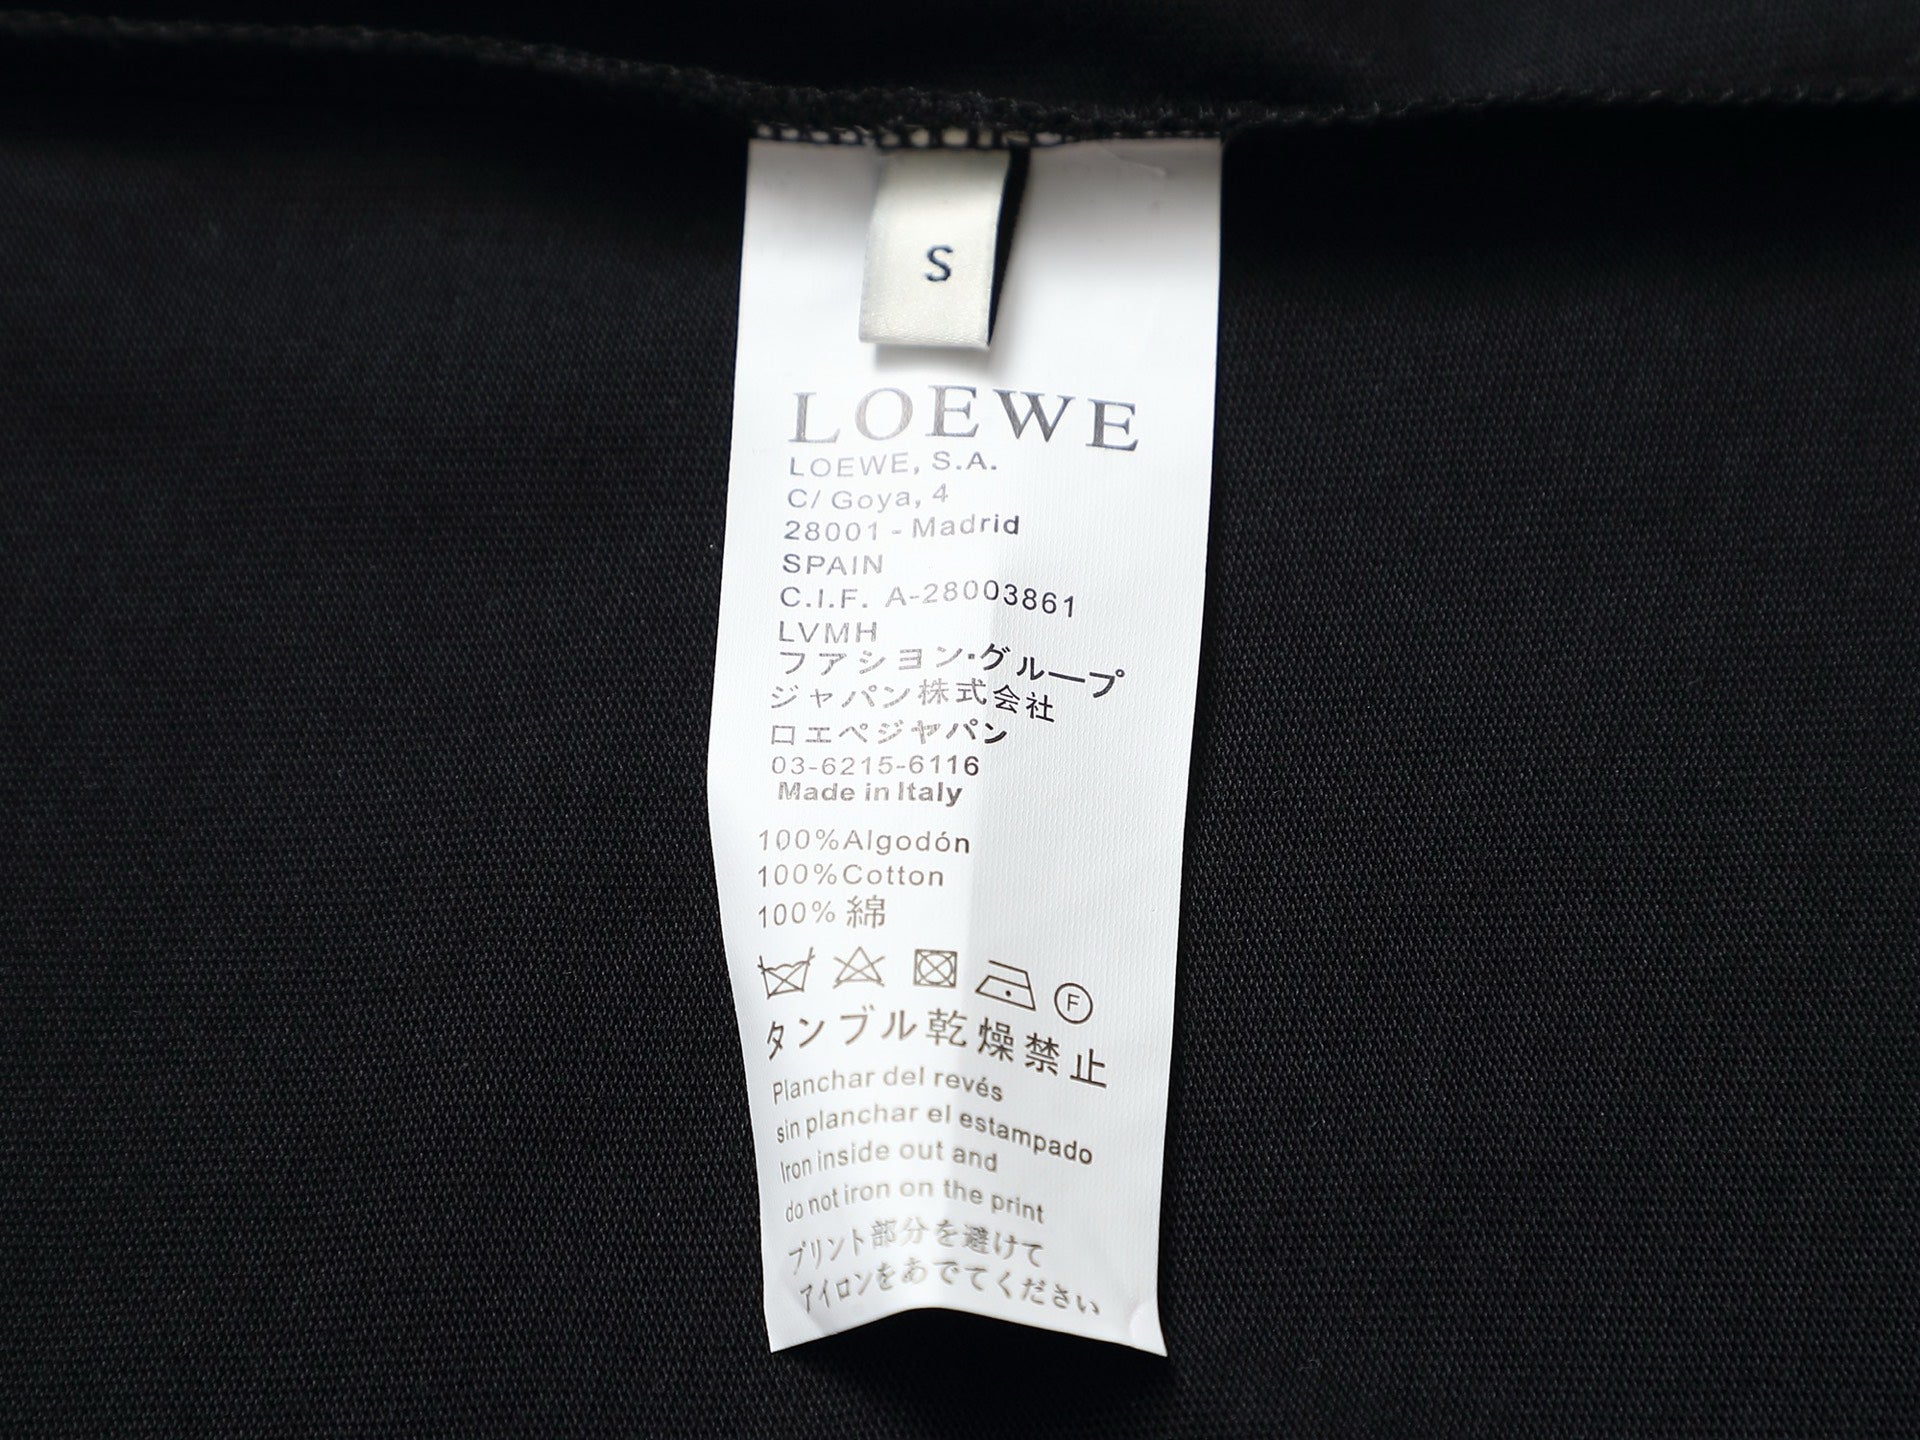 S
LOEWE
LOEWE, S.A.
C/ Goya, 4
28001 - Madrid
SPAIN
C.I.F. A-28003861
LVMH
フアシヨン・グループ
ジャパン株式会社
ロエベジヤパン
03-6215-6116
Made in Italy
100%Algodón
100%Cotton
100% 綿
F
タンブル乾燥禁止
Planchar del revés
sin planchar el estampado
Iron inside out and
do not iron on the print
プリント部分を避けて
アイロンをあでてください